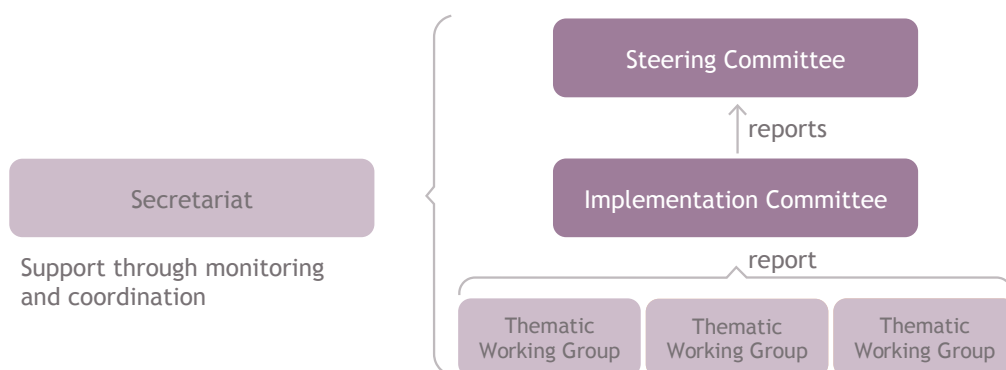 Steering Committee
reports
Secretariat
Implementation Committee
Support through monitoring
and coordination
report
Thematic
Working Group
Thematic
Working Group
Thematic
Working Group